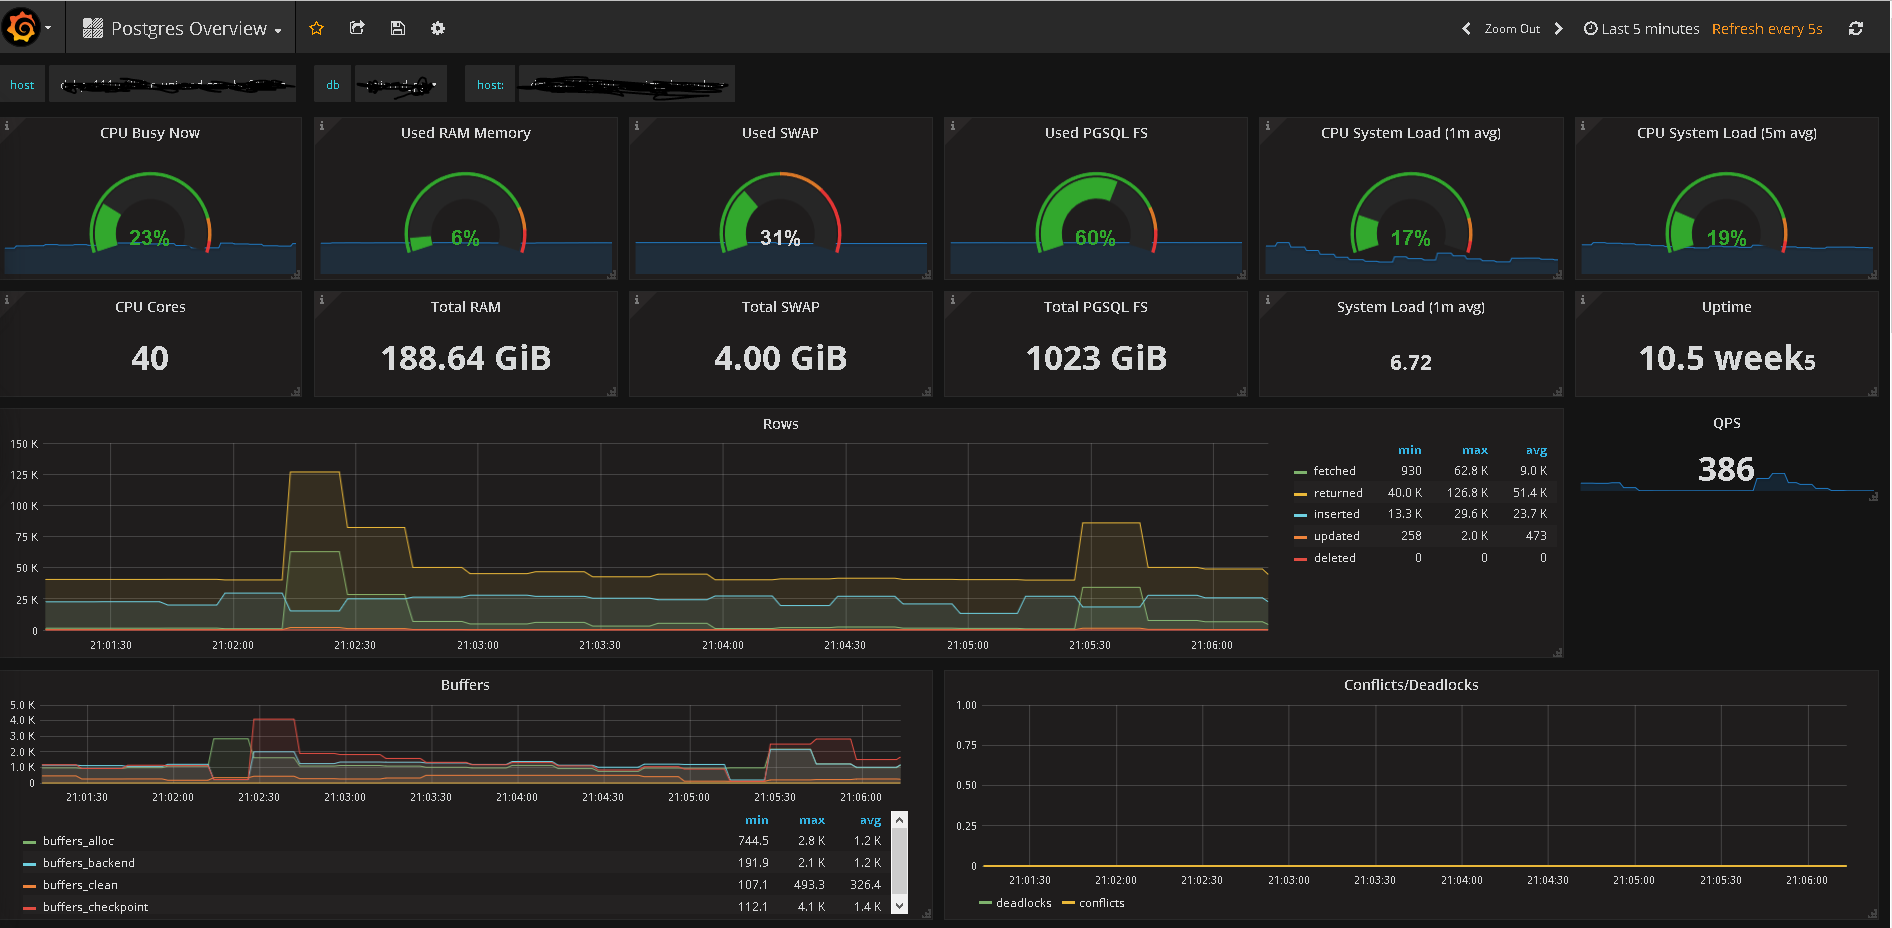 Postgres Overview
Zoom Out
Last 5 minutes
Refresh every 5s
host
db
host:
CPU Busy Now
Used RAM Memory
Used SWAP
Used PGSQL FS
CPU System Load (1m avg)
CPU System Load (5m avg)
23%
6%
31%
60%
17%
19%
CPU Cores
Total RAM
Total SWAP
Total PGSQL FS
System Load (1m avg)
Uptime
40
188.64 GiB
4.00 GiB
1023 GiB
6.72
10.5 weeks
Rows
150 K
125 K
100 K
75 K
50 K
25 K
0
21:01:30 21:02:00 21:02:30 21:03:00 21:03:30 21:04:00 21:04:30 21:05:00 21:05:30 21:06:00
min max avg
fetched 930 62.8 K 9.0 K
returned 40.0 K 126.8 K 51.4 K
inserted 13.3 K 29.6 K 23.7 K
updated 258 2.0 K 473
deleted 0 0 0
QPS
386
Buffers
5.0 K
4.0 K
3.0 K
2.0 K
1.0 K
0
21:01:30 21:02:00 21:02:30 21:03:00 21:03:30 21:04:00 21:04:30 21:05:00 21:05:30 21:06:00
min max avg
buffers_alloc 744.5 2.8 K 1.2 K
buffers_backend 191.9 2.1 K 1.2 K
buffers_clean 107.1 493.3 326.4
buffers_checkpoint 112.1 4.1 K 1.4 K
Conflicts/Deadlocks
1.00
0.75
0.50
0.25
0
21:01:30 21:02:00 21:02:30 21:03:00 21:03:30 21:04:00 21:04:30 21:05:00 21:05:30 21:06:00
deadlocks conflicts